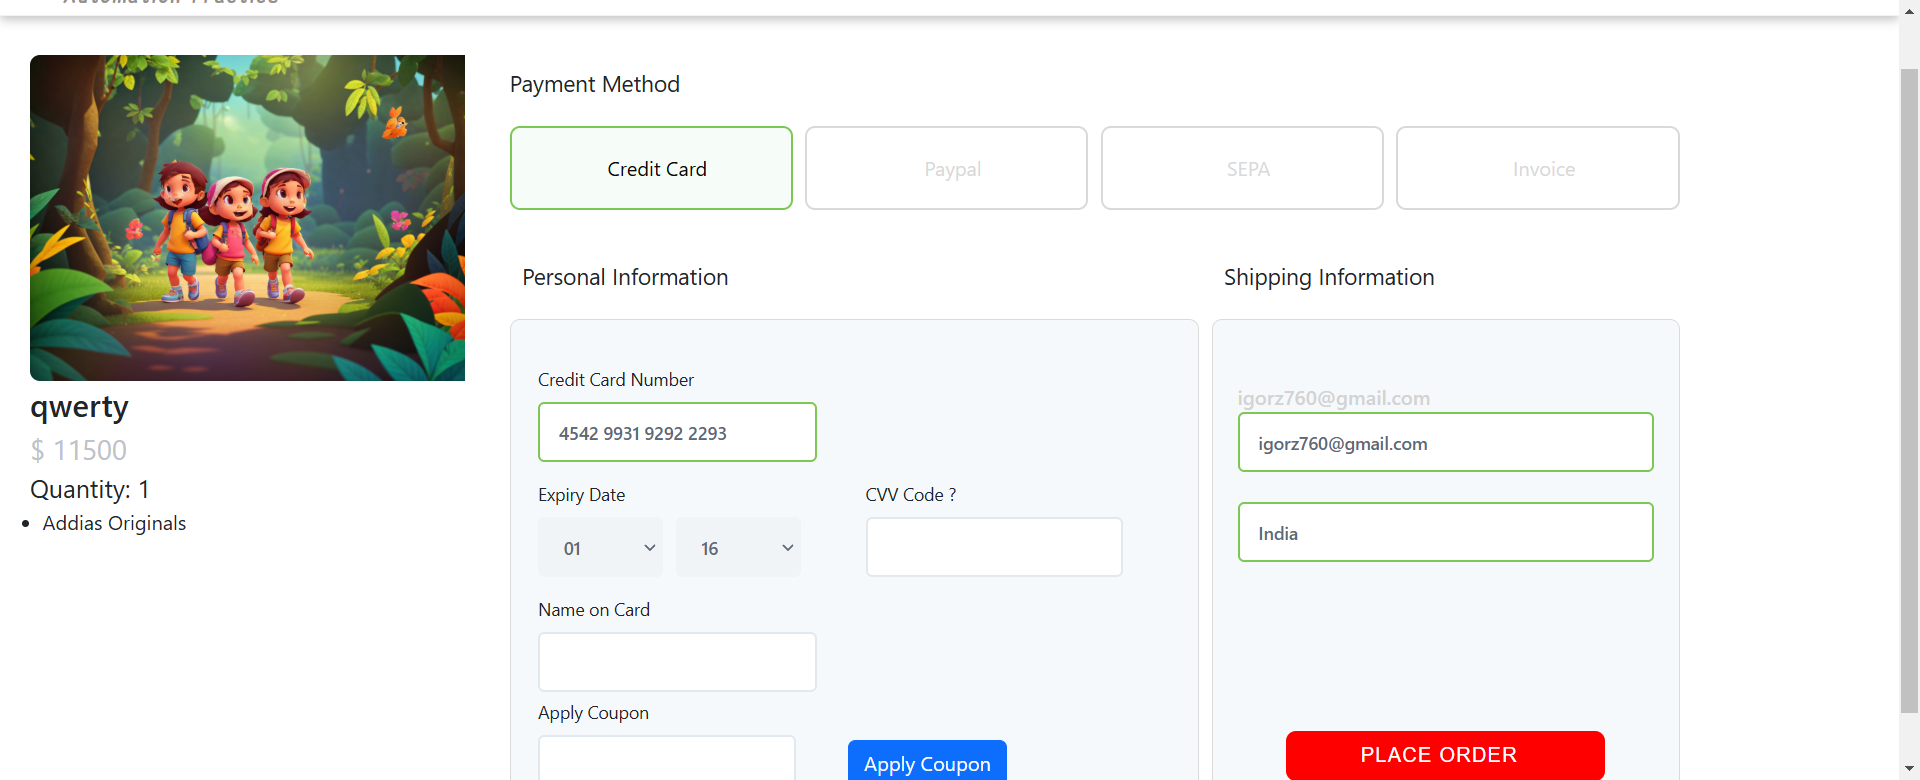 Automation Practice
Payment Method
Credit Card
Paypal
SEPA
Invoice
qwerty
$ 11500
Quantity: 1
Addias Originals
Personal Information
Credit Card Number
4542 9931 9292 2293
Expiry Date
CVV Code ?
01
16
Name on Card
Apply Coupon
Apply Coupon
Shipping Information
igorz760@gmail.com
igorz760@gmail.com
India
PLACE ORDER